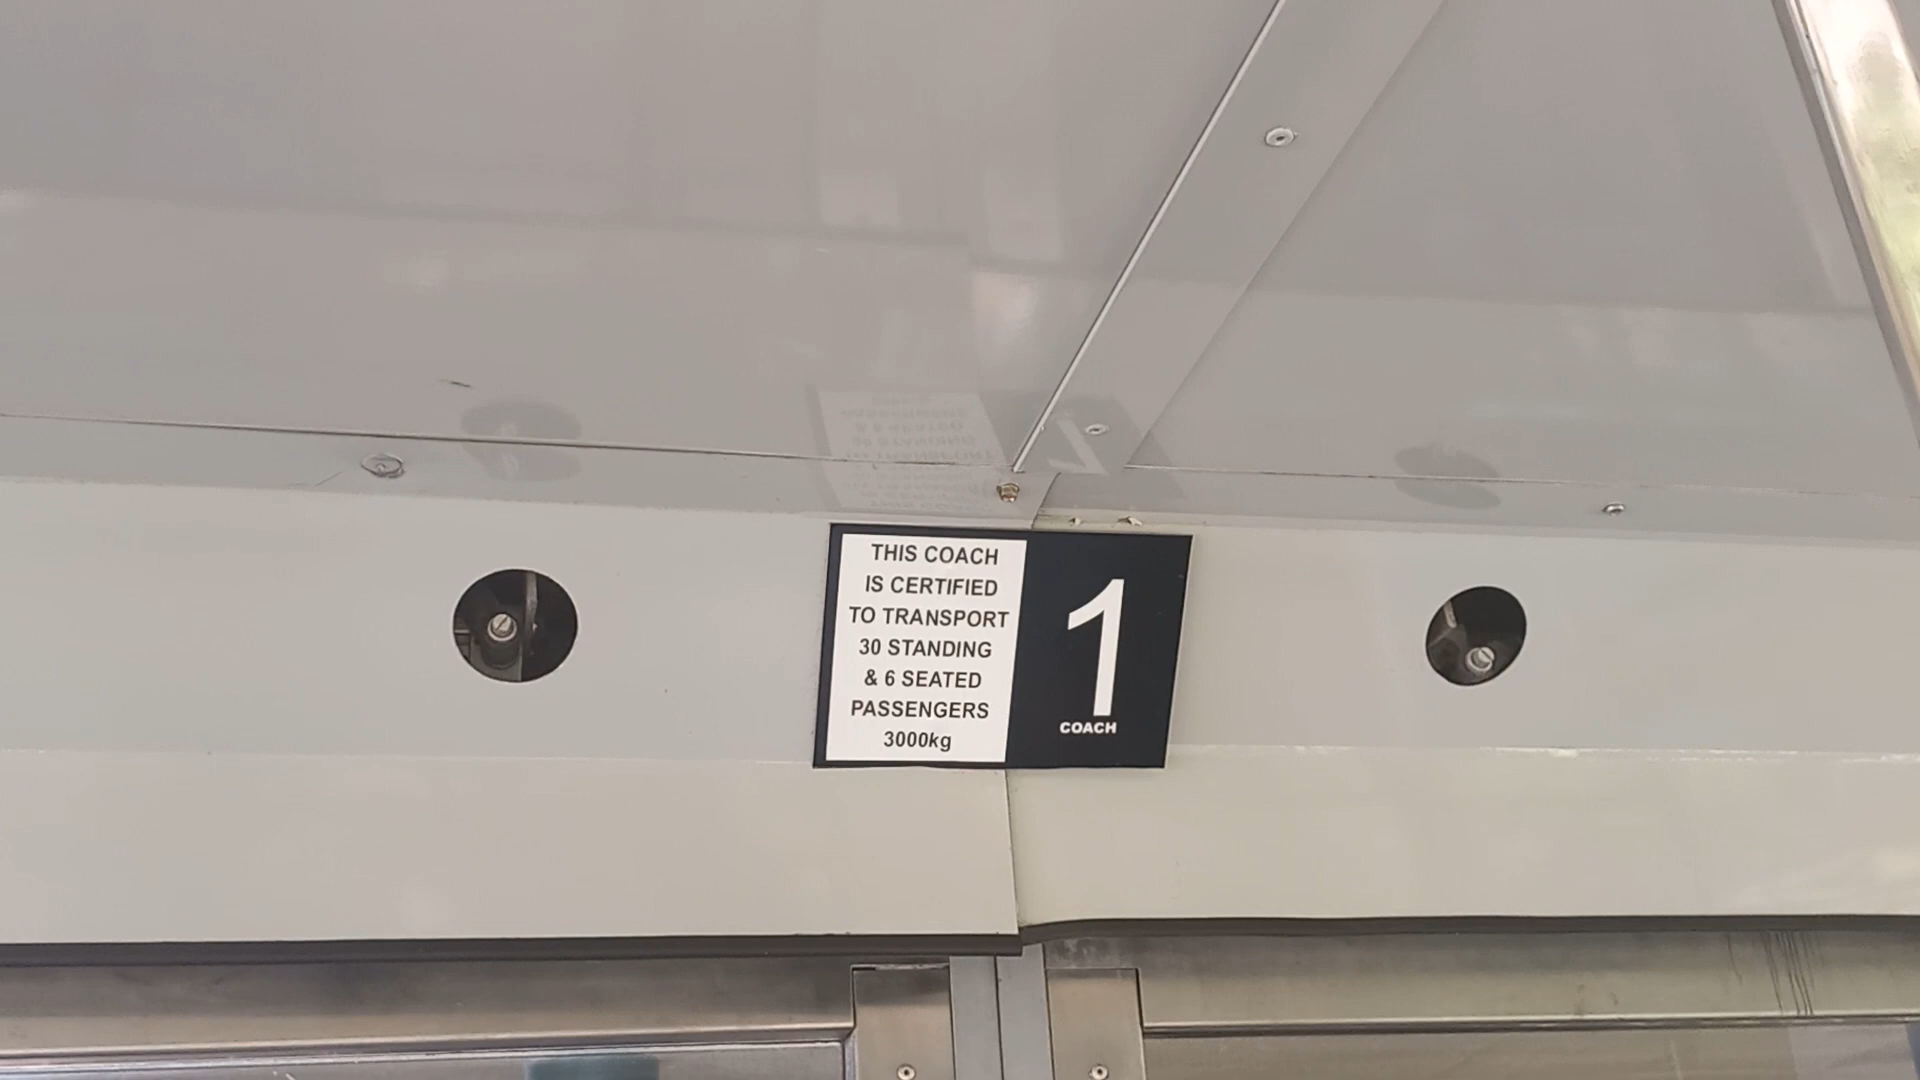 THIS COACH
IS CERTIFIED
TO TRANSPORT
30 STANDING
& 6 SEATED
PASSENGERS
3000kg
1
COACH